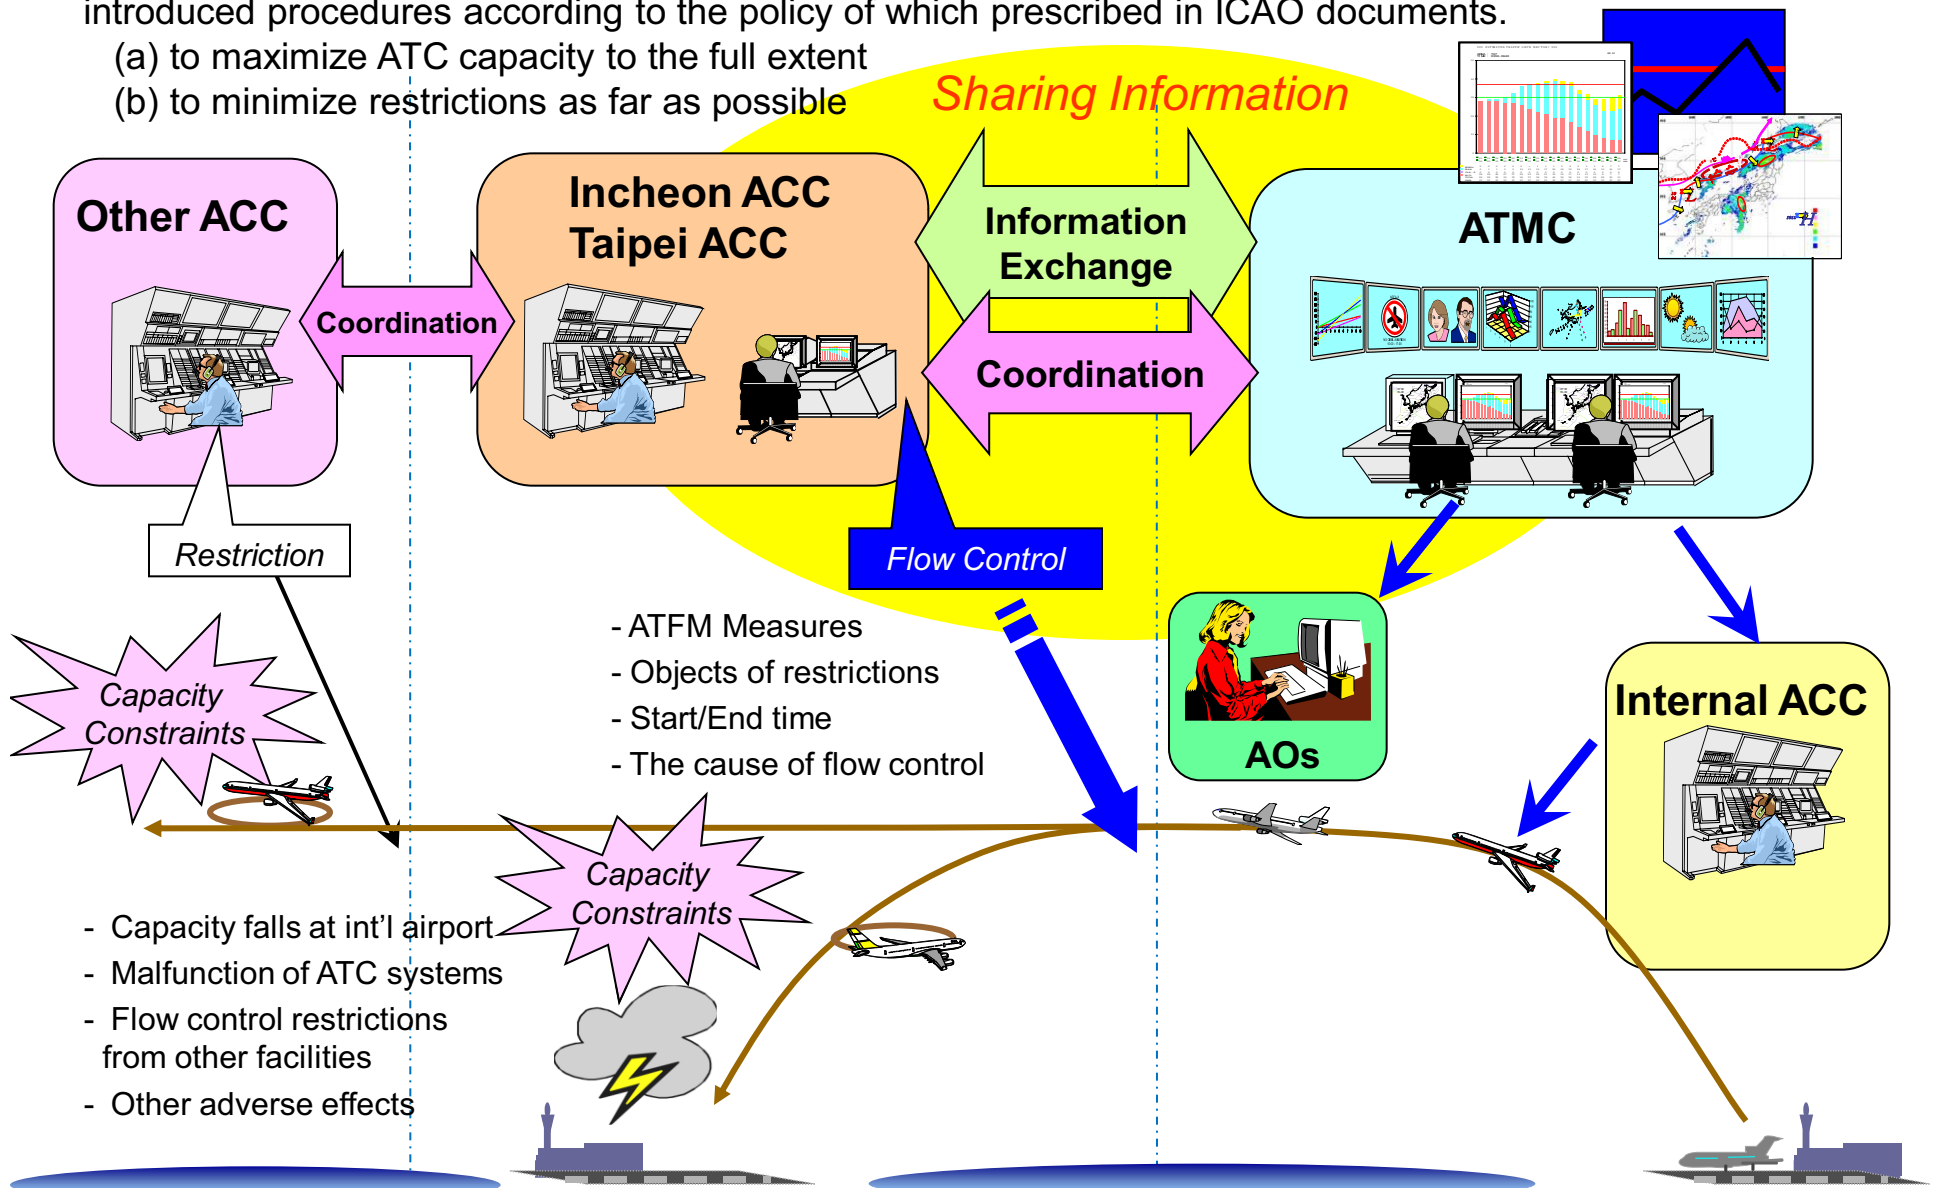 introduced procedures according to the policy of which prescribed in ICAO documents.
(a) to maximize ATC capacity to the full extent
(b) to minimize restrictions as far as possible
Sharing Information
Other ACC
Incheon ACC
Taipei ACC
Information
Exchange
ATMC
Coordination
Coordination
Restriction
Flow Control
- ATFM Measures
- Objects of restrictions
- Start/End time
- The cause of flow control
AOs
Internal ACC
Capacity
Constraints
Capacity
Constraints
- Capacity falls at int'l airport
- Malfunction of ATC systems
- Flow control restrictions
from other facilities
- Other adverse effects